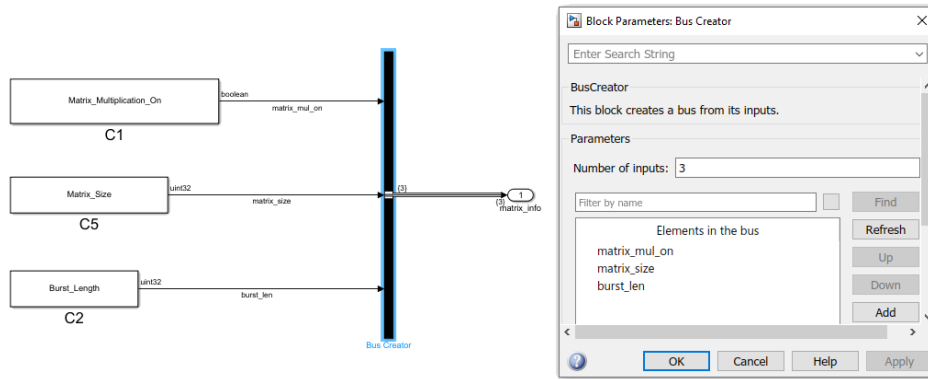 Matrix_Multiplication_On
boolean
matrix_mul_on
C1
Matrix_Size
uint32
matrix_size
C5
{3}
{3}
1
matrix_info
Burst_Length
uint32
burst_len
C2
Bus Creator
Block Parameters: Bus Creator
Enter Search String
BusCreator
This block creates a bus from its inputs.
Parameters
Number of inputs: 3
Filter by name
Find
Elements in the bus
Refresh
matrix_mul_on
matrix_size
Up
burst_len
Down
Add
OK Cancel Help Apply